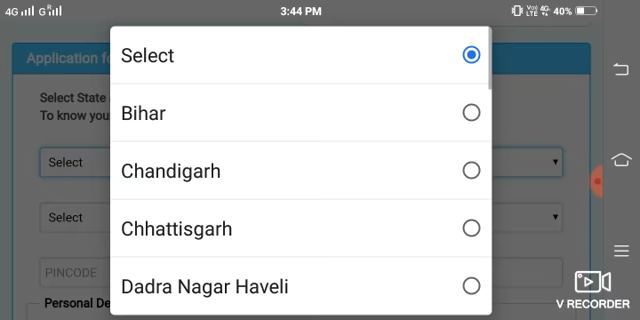 4G G R 3:44 PM VoI LTE 4G 40%
Application fo
Select State
To know you
Select
Select
PINCODE
Personal De
Select
Bihar
Chandigarh
Chhattisgarh
Dadra Nagar Haveli
V RECORDER